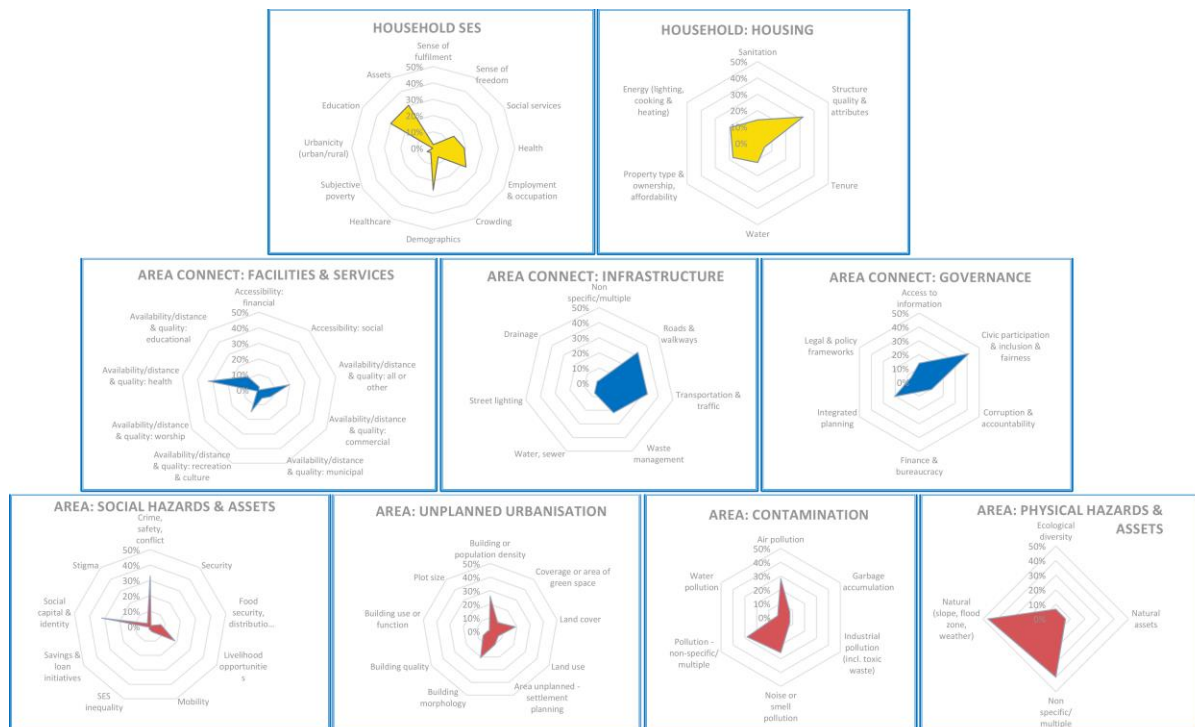 HOUSEHOLD SES
Sense of
fulfilment
50%
40%
30%
20%
10%
0%
Sense of
freedom
Social services
Health
Employment &
occupation
Crowding
Demographics
Healthcare
Subjective
poverty
Urbanicity
(urban/rural)
Education
Assets
HOUSEHOLD: HOUSING
Sanitation
50%
40%
30%
20%
10%
0%
Structure
quality &
attributes
Tenure
Water
Property type &
ownership,
affordability
Energy (lighting,
cooking &
heating)
AREA CONNECT: FACILITIES & SERVICES
Accessibility:
financial
50%
40%
30%
20%
10%
0%
Accessibility: social
Availability/distance
& quality: all or
other
Availability/distance
& quality:
commercial
Availability/distance
& quality: municipal
Availability/distance
& quality: recreation
& culture
Availability/distance
& quality: worship
Availability/distance
& quality: health
Availability/distance
& quality:
educational
AREA CONNECT: INFRASTRUCTURE
Non
specific/multiple
50%
40%
30%
20%
10%
0%
Roads &
walkways
Transportation &
traffic
Waste
management
Water, sewer
Street lighting
Drainage
AREA CONNECT: GOVERNANCE
Access to
information
50%
40%
30%
20%
10%
0%
Civic participation
& inclusion &
fairness
Corruption &
accountability
Finance &
bureaucracy
Integrated
planning
Legal & policy
frameworks
AREA: SOCIAL HAZARDS & ASSETS
Crime,
safety,
conflict
50%
40%
30%
20%
10%
0%
Security
Food
security,
distributio...
Livelihood
opportunitie
s
Mobility
SES
inequality
Savings &
loan
initiatives
Social
capital &
identity
Stigma
AREA: UNPLANNED URBANISATION
Building or
population density
50%
40%
30%
20%
10%
0%
Coverage or area of
green space
Land cover
Land use
Area unplanned -
settlement
planning
Building
morphology
Building quality
Building use or
function
Plot size
AREA: CONTAMINATION
Air pollution
50%
40%
30%
20%
10%
0%
Garbage
accumulation
Industrial
pollution
(incl. toxic
waste)
Noise or
smell
pollution
Pollution -
non-specific/
multiple
Water
pollution
AREA: PHYSICAL HAZARDS &
ASSETS
Ecological
diversity
50%
40%
30%
20%
10%
0%
Natural
assets
Non
specific/
multiple
Natural
(slope, flood
zone,
weather)